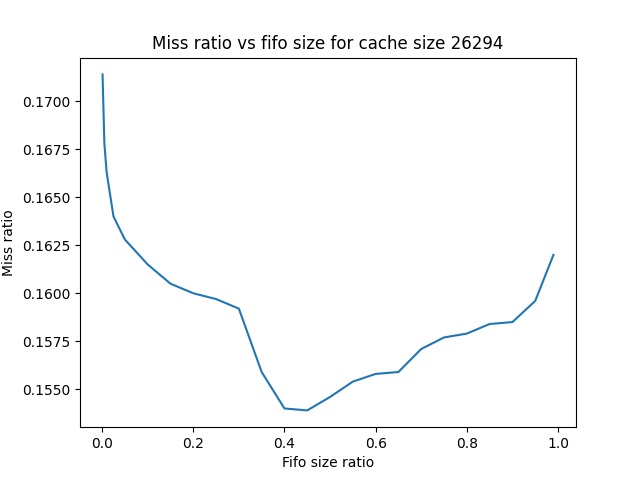 Miss ratio vs fifo size for cache size 26294
Miss ratio
0.1700
0.1675
0.1650
0.1625
0.1600
0.1575
0.1550
0.0 0.2 0.4 0.6 0.8 1.0
Fifo size ratio